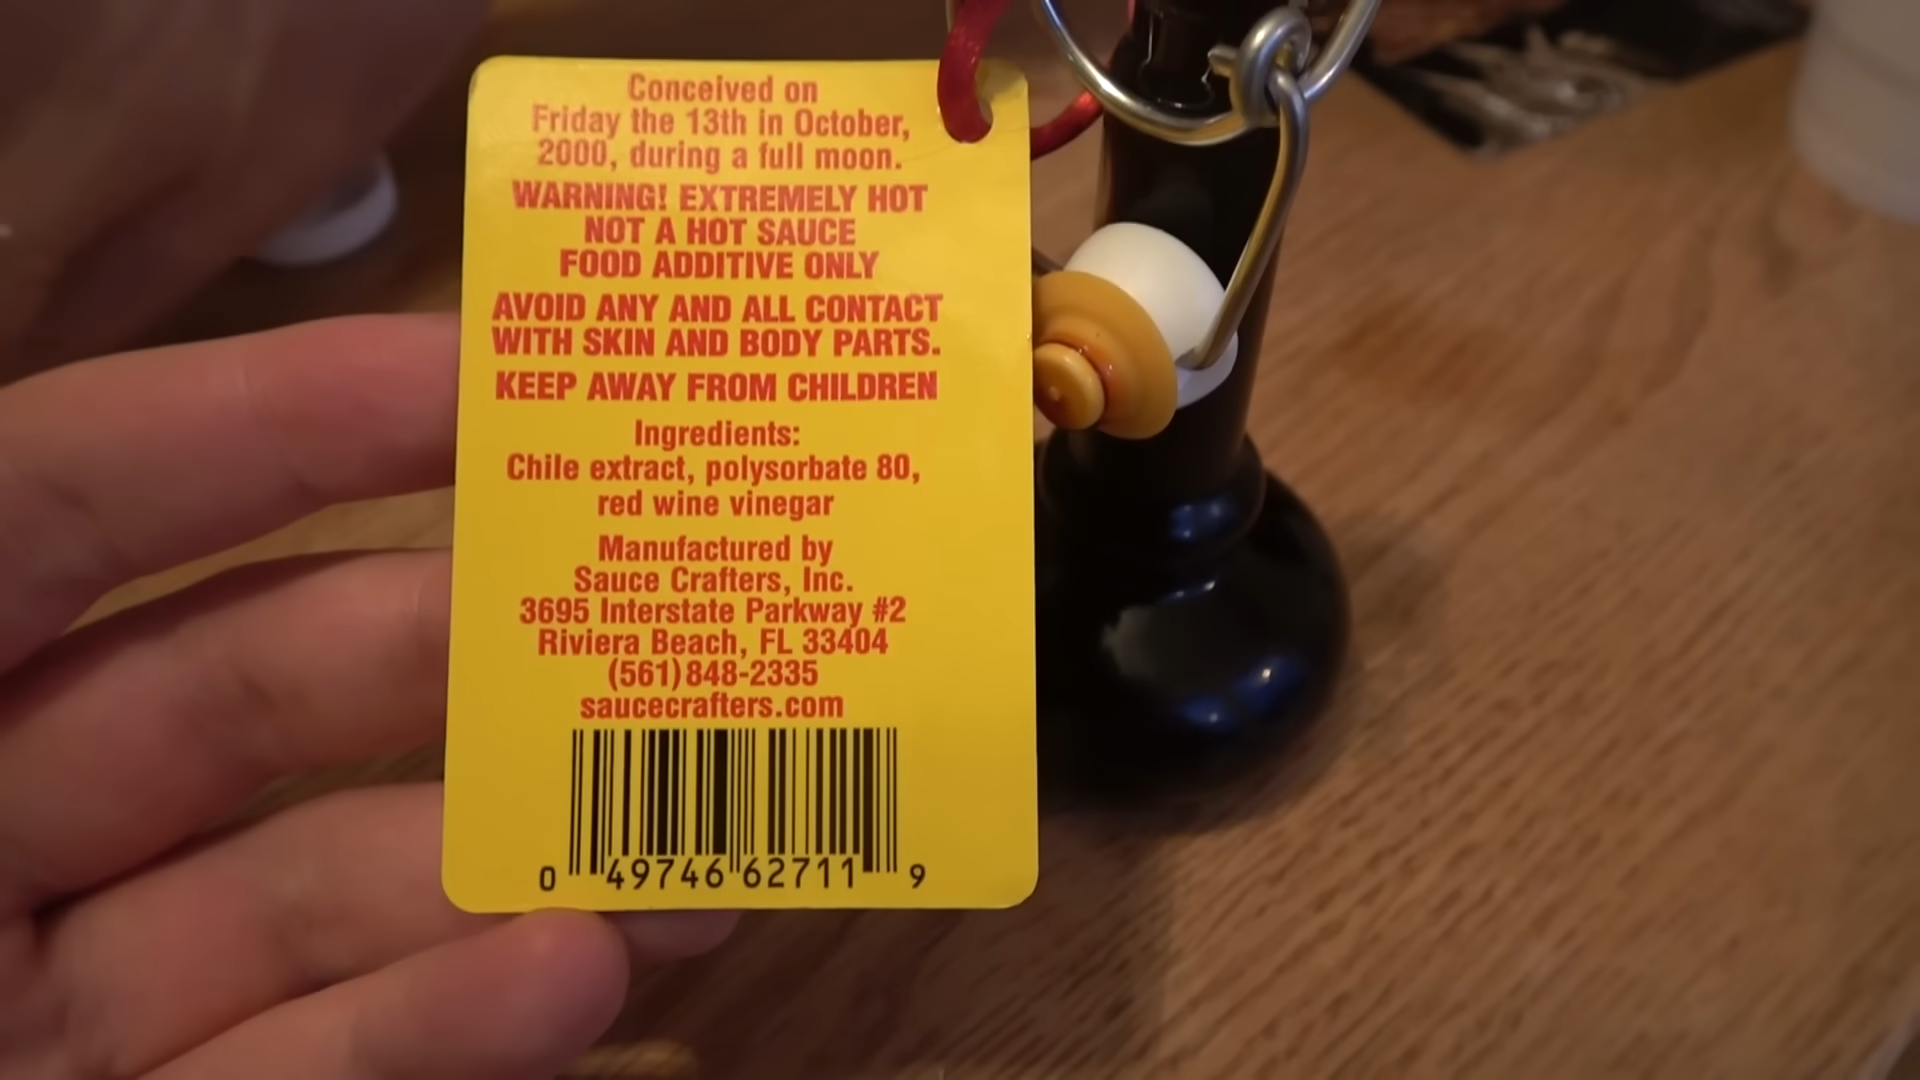 Conceived on
Friday the 13th in October,
2000, during a full moon.
WARNING! EXTREMELY HOT
NOT A HOT SAUCE
FOOD ADDITIVE ONLY
AVOID ANY AND ALL CONTACT
WITH SKIN AND BODY PARTS.
KEEP AWAY FROM CHILDREN
Ingredients:
Chile extract, polysorbate 80,
red wine vinegar
Manufactured by
Sauce Crafters, Inc.
3695 Interstate Parkway #2
Riviera Beach, FL 33404
(561)848-2335
saucecrafters.com
0 49746 62711 9